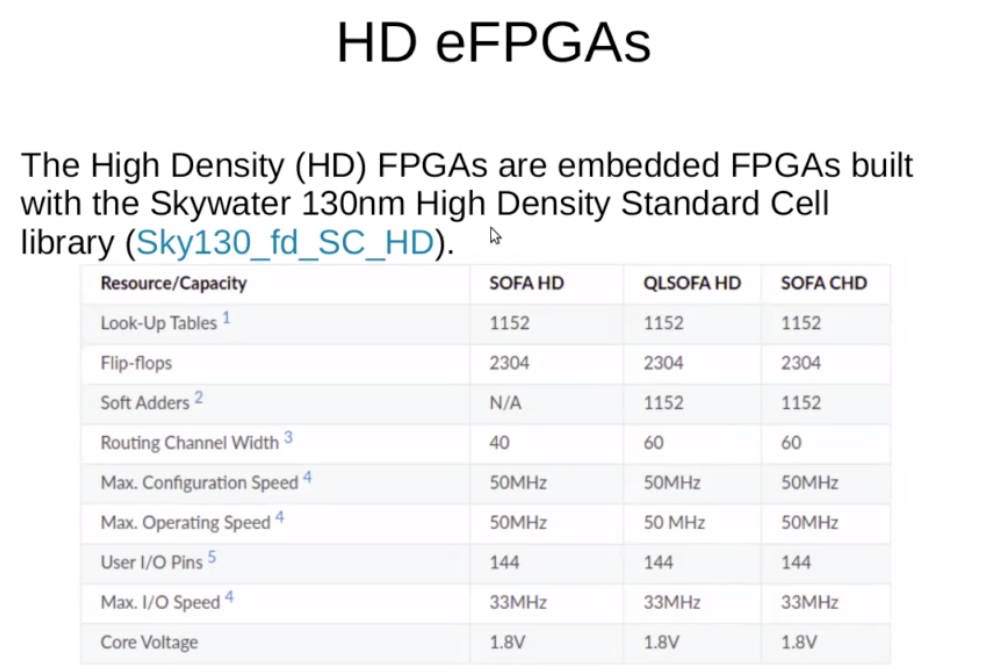 HD eFPGAs
The High Density (HD) FPGAs are embedded FPGAs built
with the Skywater 130nm High Density Standard Cell
library (Sky130_fd_SC_HD).
Resource/Capacity SOFA HD QLSOFA HD SOFA CHD
Look-Up Tables 1 1152 1152 1152
Flip-flops 2304 2304 2304
Soft Adders 2 N/A 1152 1152
Routing Channel Width 3 40 60 60
Max. Configuration Speed 4 50MHz 50MHz 50MHz
Max. Operating Speed 4 50MHz 50 MHz 50MHz
User I/O Pins 5 144 144 144
Max. I/O Speed 4 33MHz 33MHz 33MHz
Core Voltage 1.8V 1.8V 1.8V